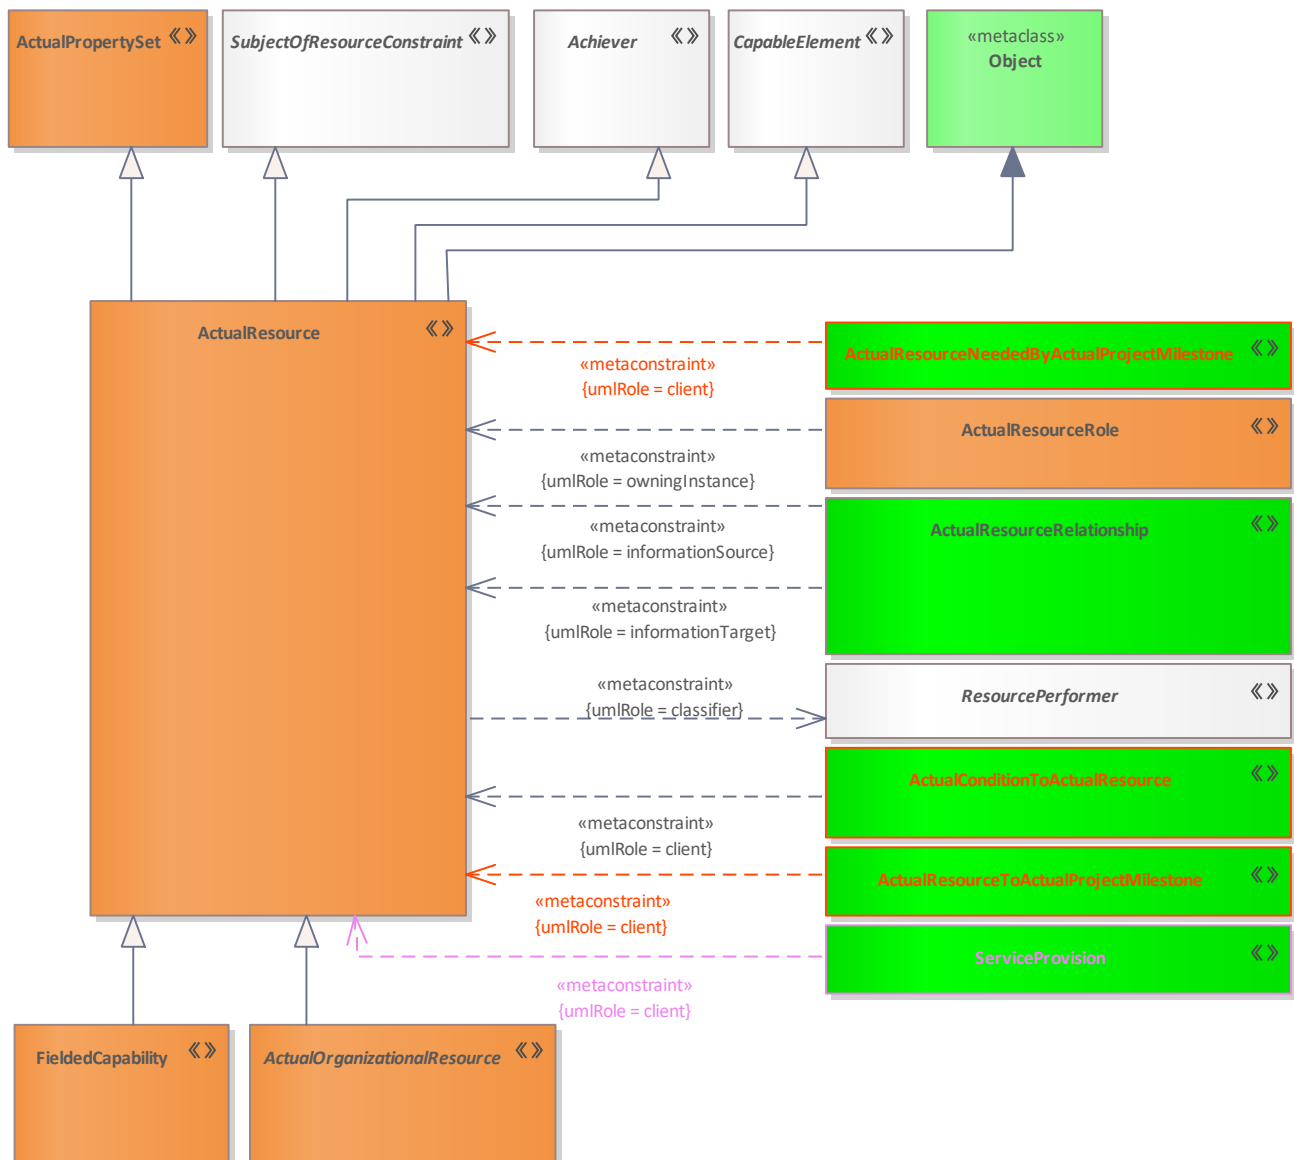 ActualPropertySet «»
SubjectOfResourceConstraint «»
Achiever «»
CapableElement «»
«metaclass»
Object
ActualResource «»
«metaconstraint»
{umlRole = client}
ActualResourceNeededByActualProjectMilestone «»
«metaconstraint»
{umlRole = owningInstance}
ActualResourceRole «»
«metaconstraint»
{umlRole = informationSource}
ActualResourceRelationship «»
«metaconstraint»
{umlRole = informationTarget}
«metaconstraint»
{umlRole = classifier}
ResourcePerformer «»
«metaconstraint»
{umlRole = client}
ActualConditionToActualResource «»
«metaconstraint»
{umlRole = client}
ActualResourceToActualProjectMilestone «»
«metaconstraint»
{umlRole = client}
ServiceProvision «»
FieldedCapability «»
ActualOrganizationalResource «»